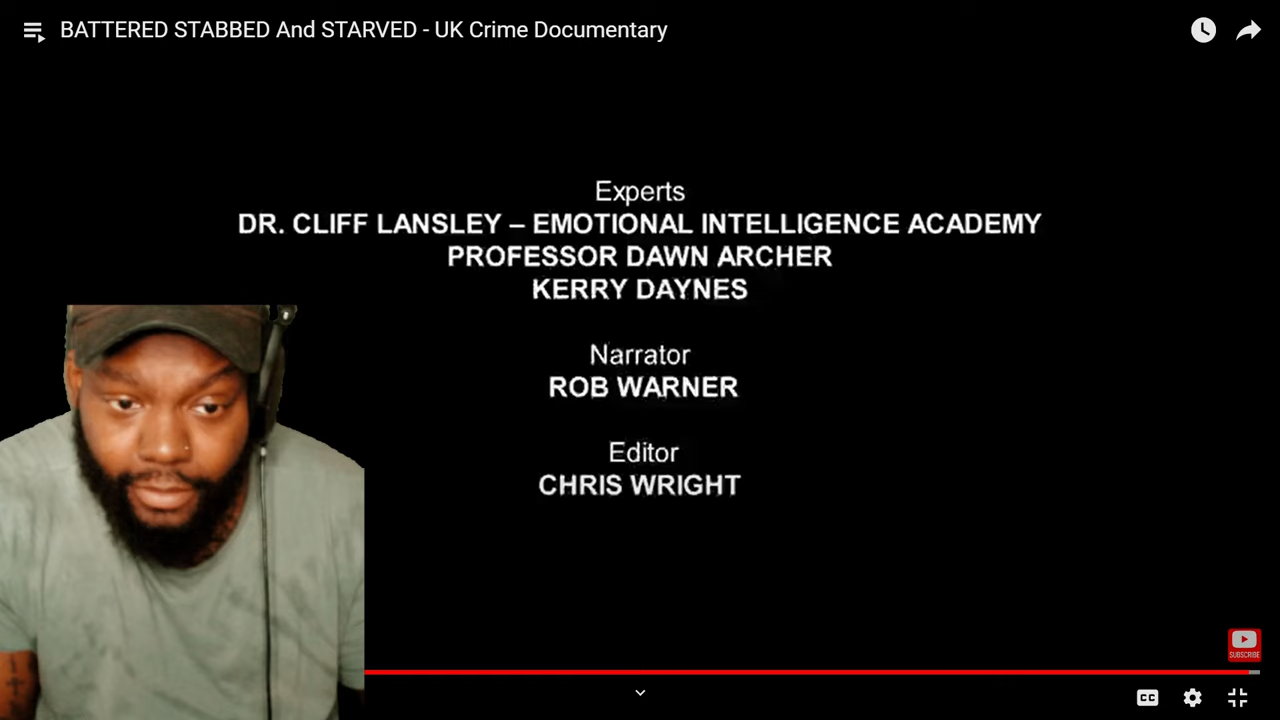 BATTERED STABBED And STARVED - UK Crime Documentary
Experts
DR. CLIFF LANSLEY – EMOTIONAL INTELLIGENCE ACADEMY
PROFESSOR DAWN ARCHER
KERRY DAYNES
Narrator
ROB WARNER
Editor
CHRIS WRIGHT
SUBSCRIBE
CC